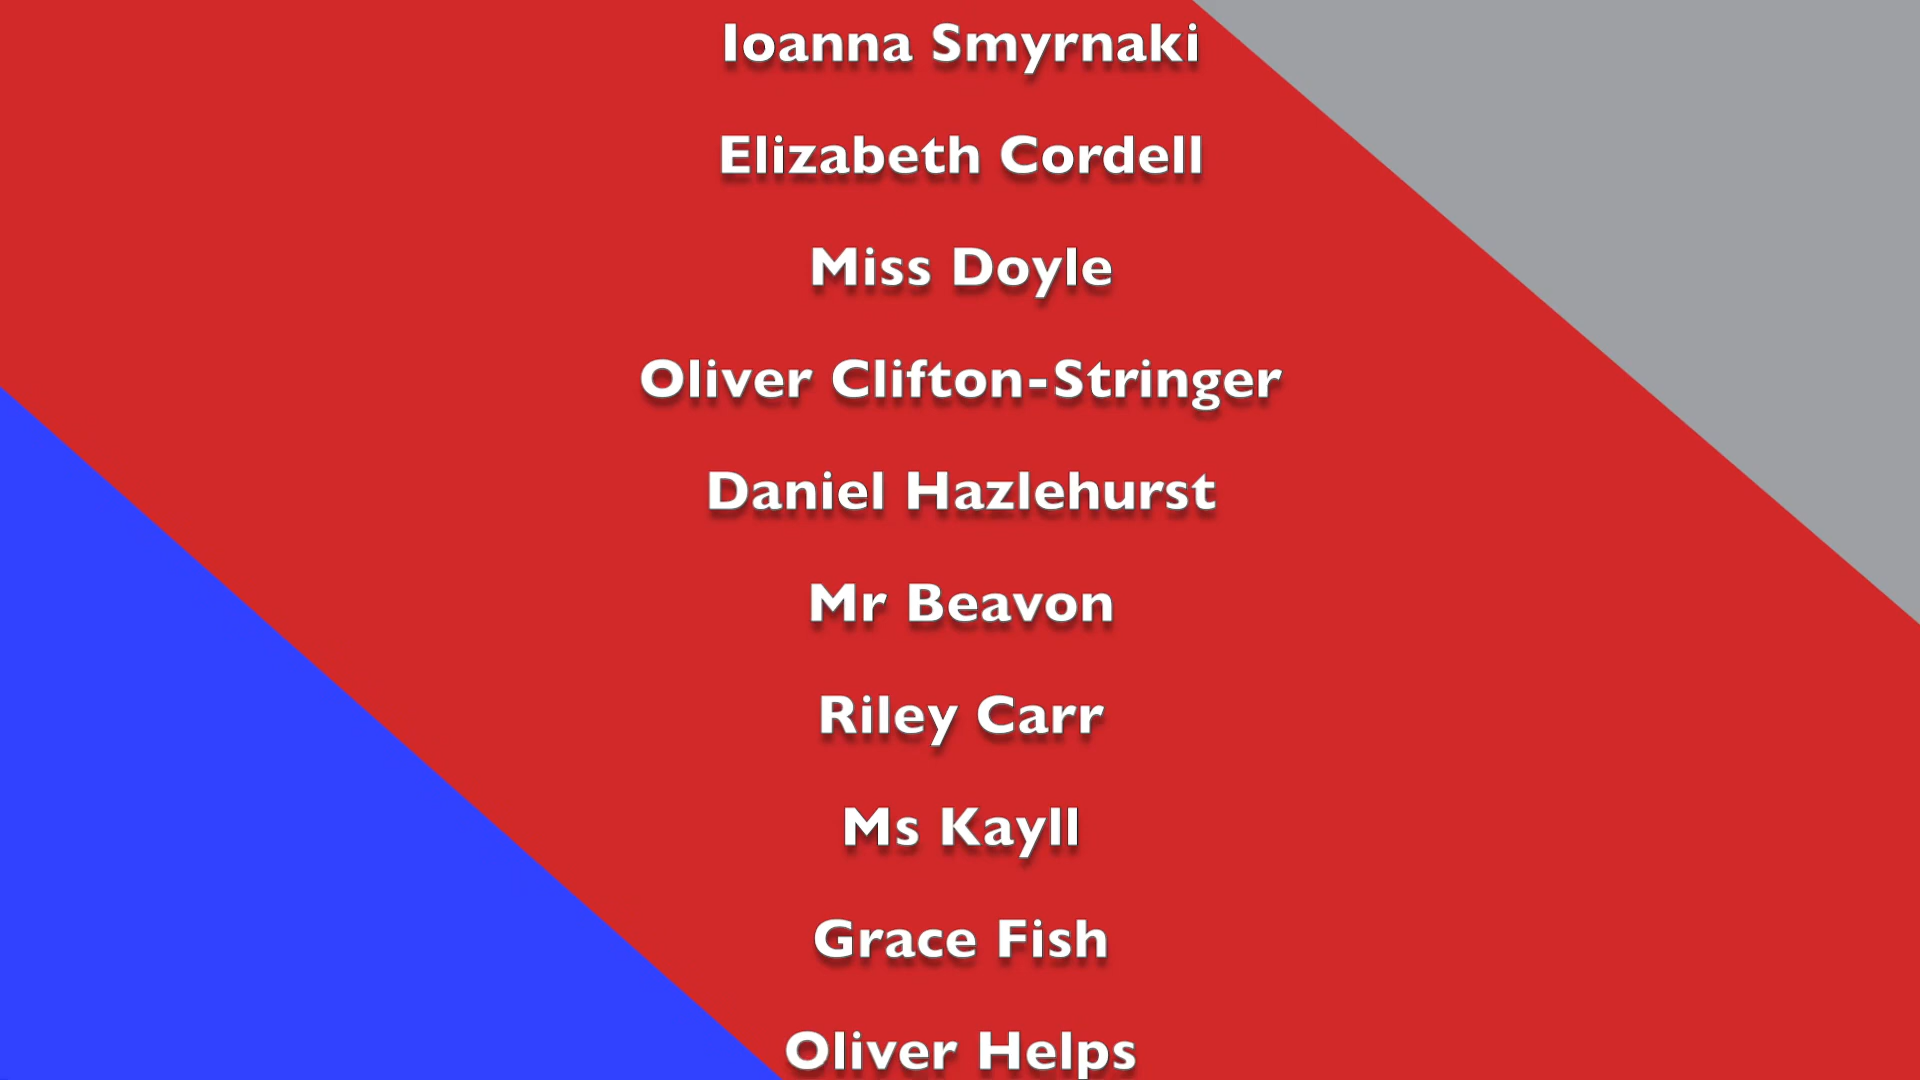 Ioanna Smyrnaki
Elizabeth Cordell
Miss Doyle
Oliver Clifton-Stringer
Daniel Hazlehurst
Mr Beavon
Riley Carr
Ms Kayll
Grace Fish
Oliver Helps